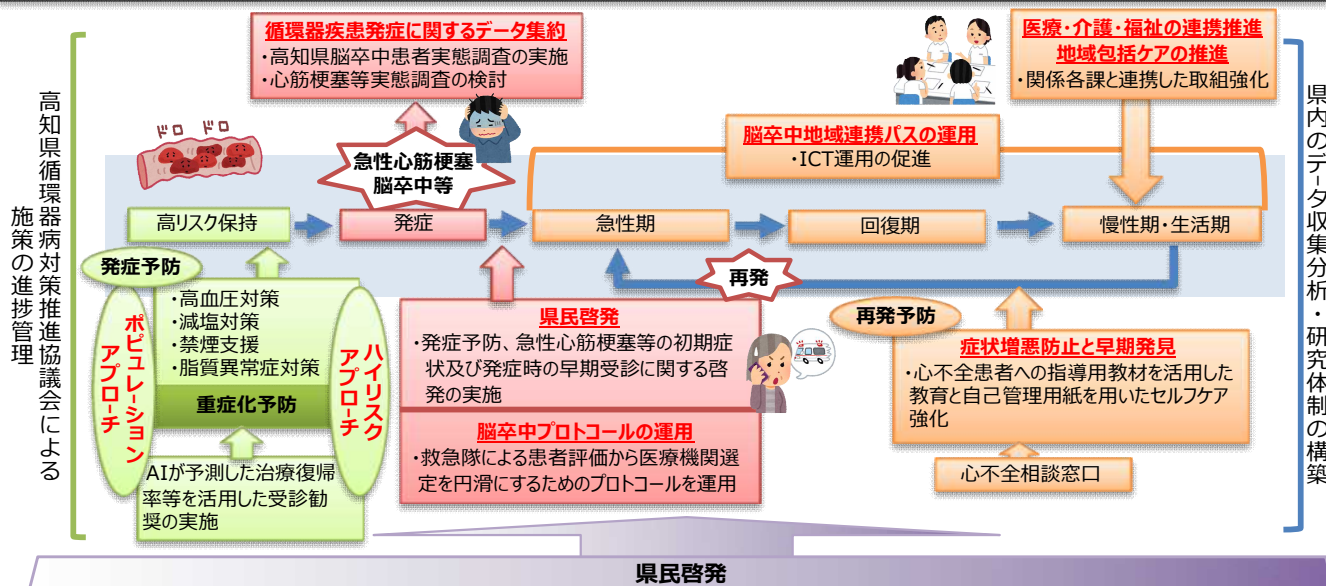 循環器疾患発症に関するデータ集約
・高知県脳卒中患者実態調査の実施
・心筋梗塞等実態調査の検討
医療・介護・福祉の連携推進
地域包括ケアの推進
・関係各課と連携した取組強化
高知県循環器病対策推進協議会による
施策の進捗管理
県内のデータ収集分析・研究体制の構築
ドロ ドロ
急性心筋梗塞
脳卒中等
脳卒中地域連携パスの運用
・ICT運用の促進
高リスク保持
発症
急性期
回復期
慢性期・生活期
再発
発症予防
・高血圧対策
・減塩対策
・禁煙支援
・脂質異常症対策
重症化予防
ポピュレーション
アプローチ
ハイリスク
アプローチ
AIが予測した治療復帰
率等を活用した受診勧
奨の実施
県民啓発
・発症予防、急性心筋梗塞等の初期症
状及び発症時の早期受診に関する啓
発の実施
脳卒中プロトコールの運用
・救急隊による患者評価から医療機関選
定を円滑にするためのプロトコールを運用
再発予防
症状増悪防止と早期発見
・心不全患者への指導用教材を活用した
教育と自己管理用紙を用いたセルフケア
強化
心不全相談窓口
県民啓発